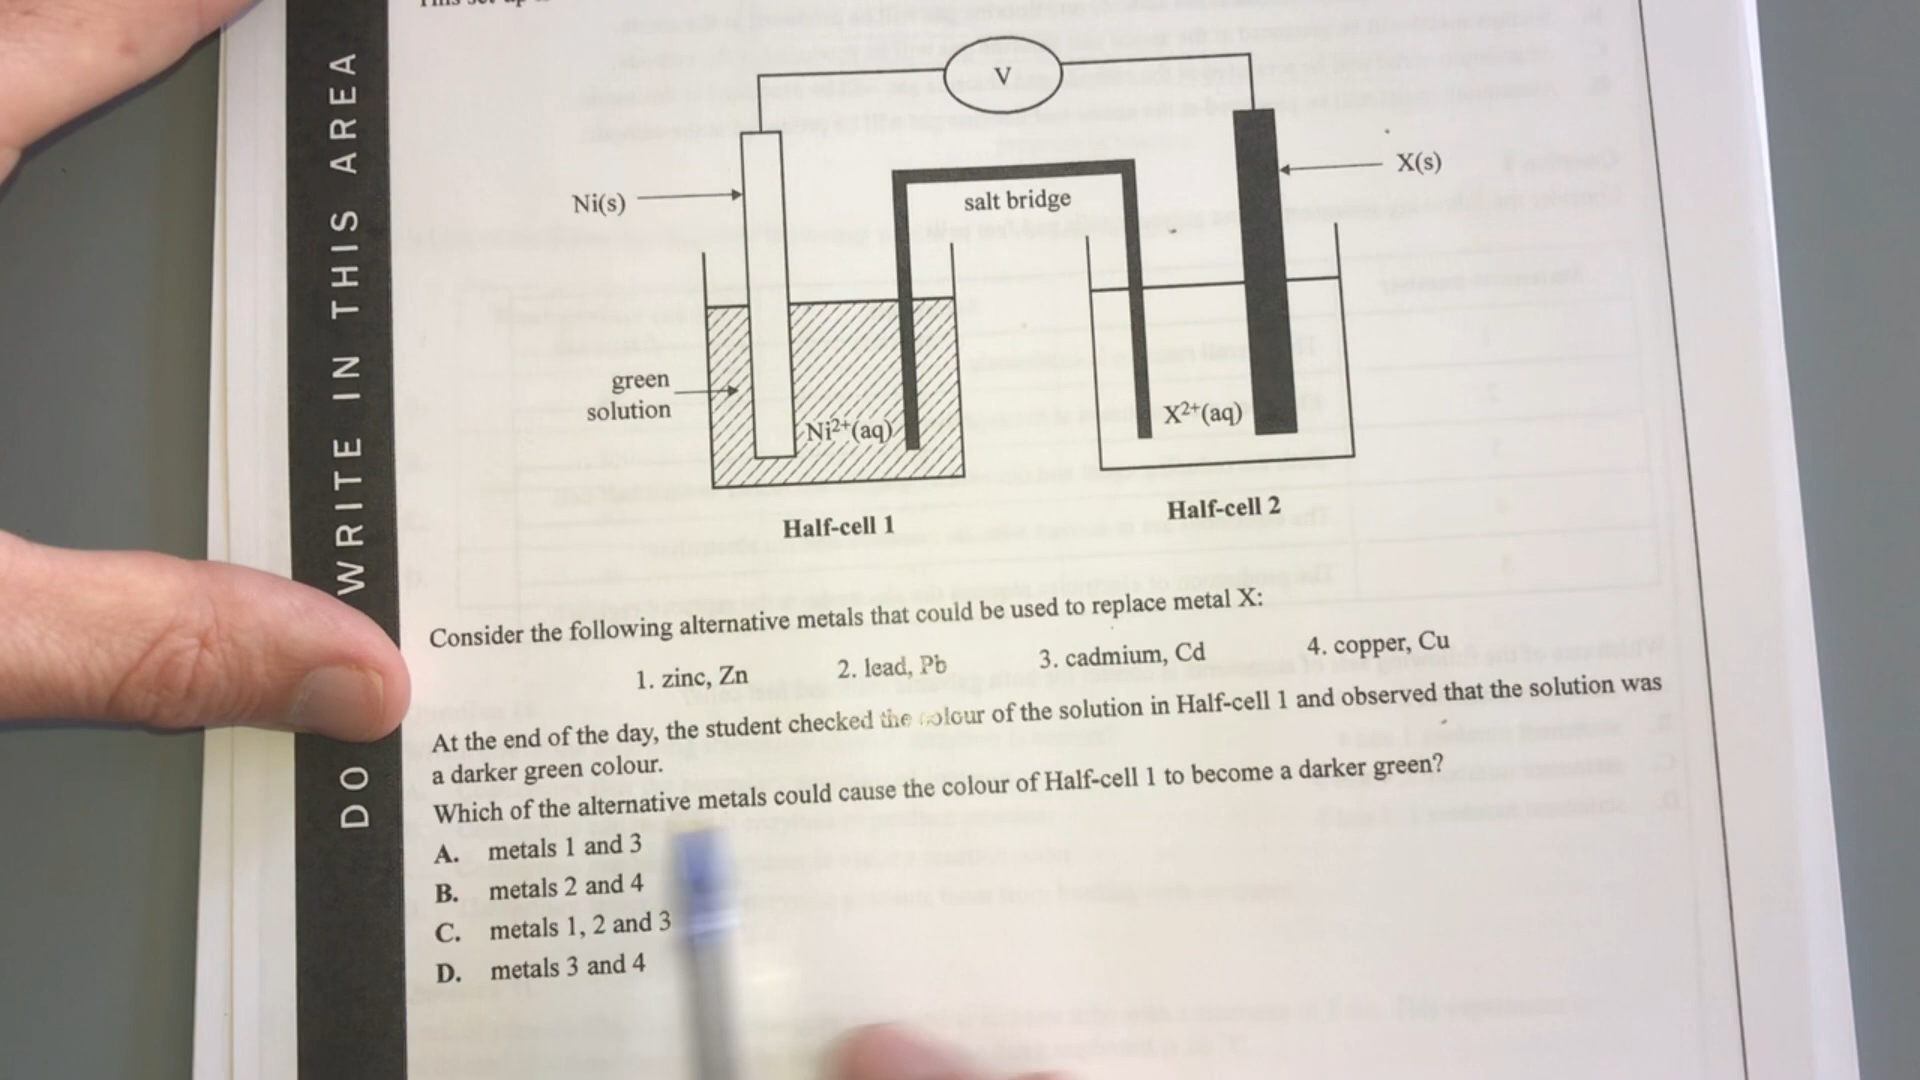 DO WRITE IN THIS AREA
V
Ni(s)
X(s)
salt bridge
green
solution
Ni²⁺(aq)
X²⁺(aq)
Half-cell 1
Half-cell 2
Consider the following alternative metals that could be used to replace metal X:
1. zinc, Zn 2. lead, Pb 3. cadmium, Cd 4. copper, Cu
At the end of the day, the student checked the colour of the solution in Half-cell 1 and observed that the solution was
a darker green colour.
Which of the alternative metals could cause the colour of Half-cell 1 to become a darker green?
A. metals 1 and 3
B. metals 2 and 4
C. metals 1, 2 and 3
D. metals 3 and 4